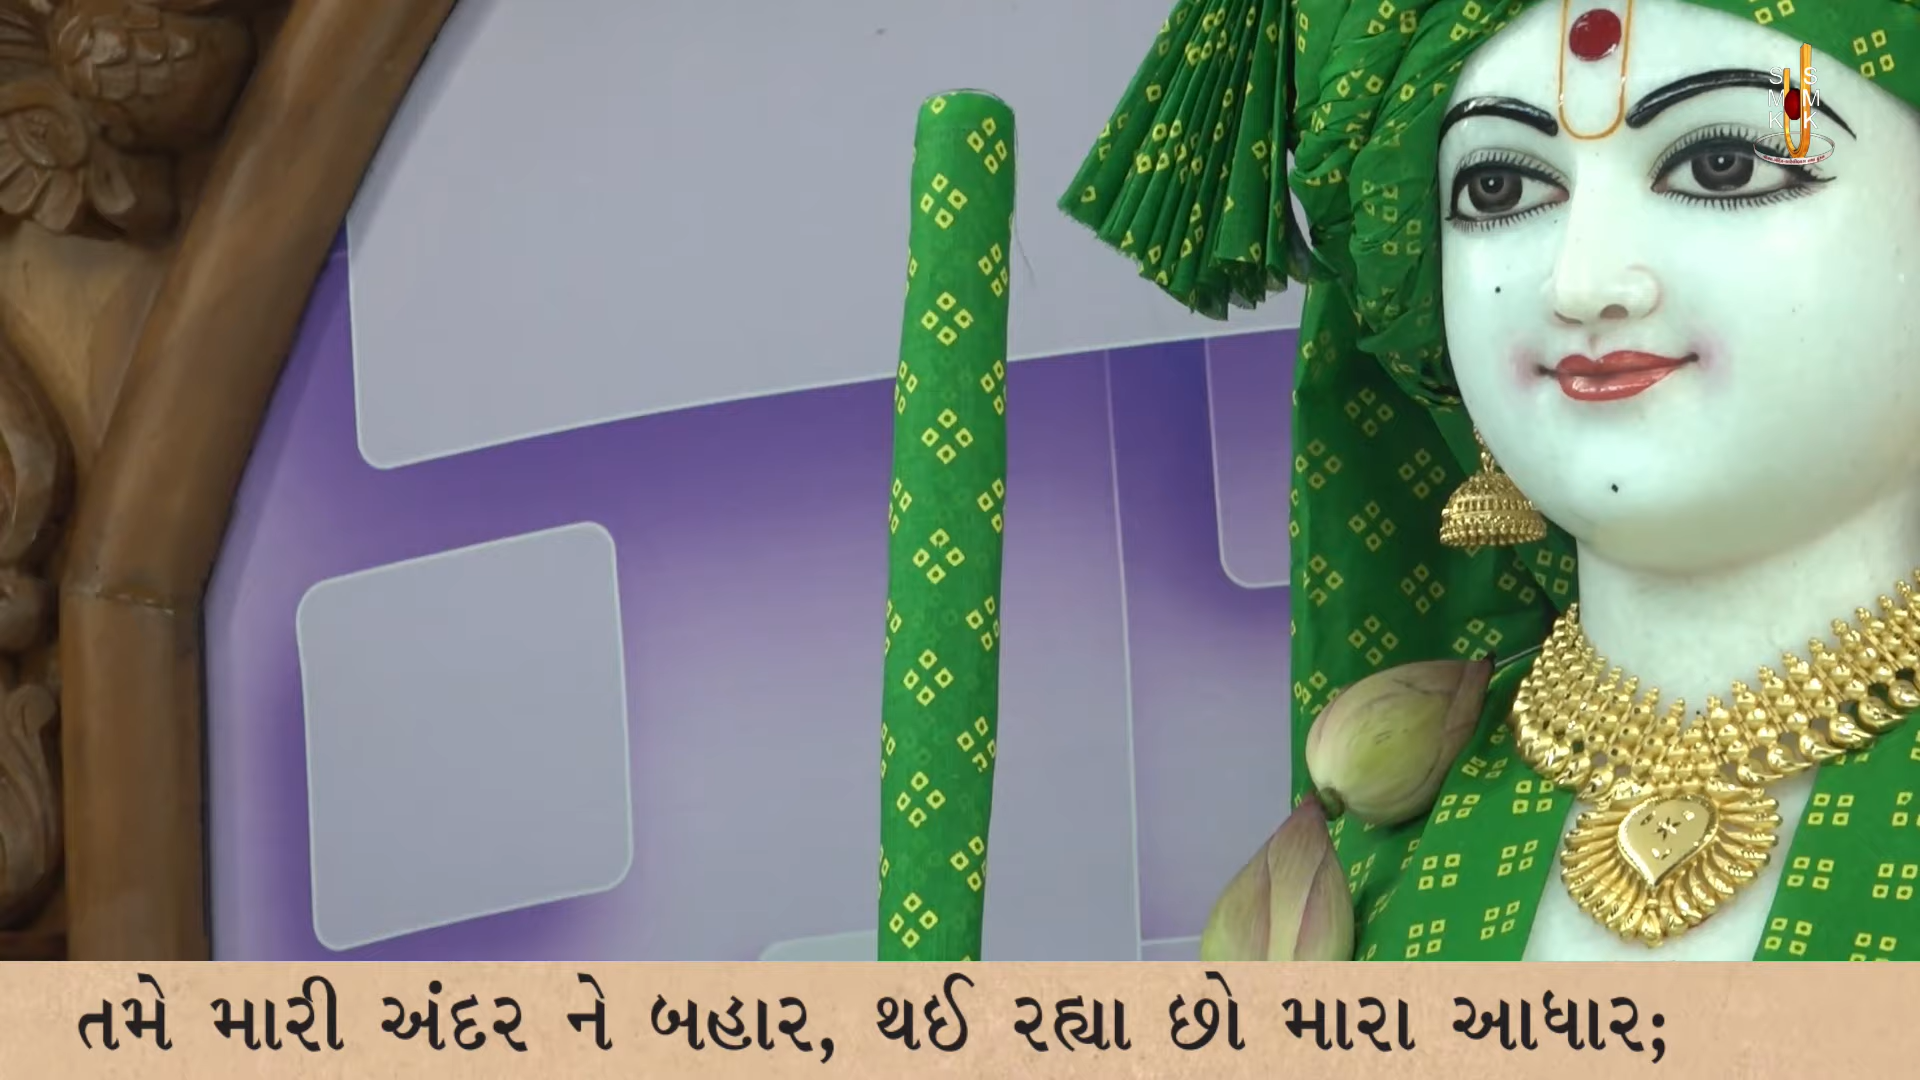 S S
M M
K K
તમે મારી અંદર ને બહાર, થઈ રહ્યા છો મારા આધાર;